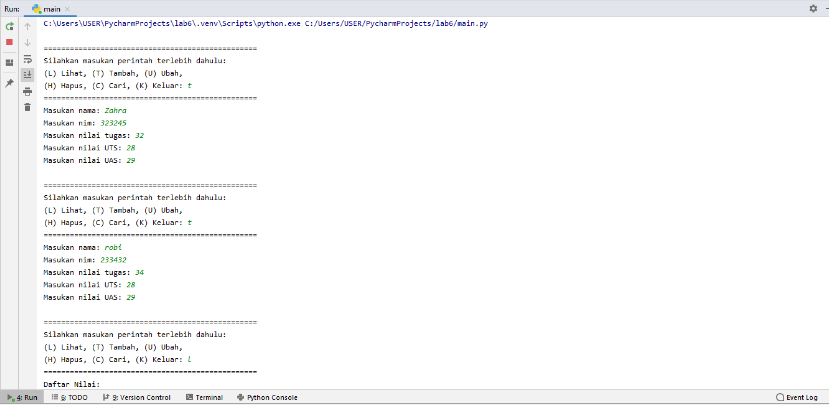 Run: main
C:\Users\USER\PycharmProjects\lab6\.venv\Scripts\python.exe C:/Users/USER/PycharmProjects/lab6/main.py
=================================================
Silahkan masukan perintah terlebih dahulu:
(L) Lihat, (T) Tambah, (U) Ubah,
(H) Hapus, (C) Cari, (K) Keluar: t
=================================================
Masukan nama: Zahra
Masukan nim: 323245
Masukan nilai tugas: 32
Masukan nilai UTS: 28
Masukan nilai UAS: 29
=================================================
Silahkan masukan perintah terlebih dahulu:
(L) Lihat, (T) Tambah, (U) Ubah,
(H) Hapus, (C) Cari, (K) Keluar: t
=================================================
Masukan nama: robi
Masukan nim: 233432
Masukan nilai tugas: 34
Masukan nilai UTS: 28
Masukan nilai UAS: 29
=================================================
Silahkan masukan perintah terlebih dahulu:
(L) Lihat, (T) Tambah, (U) Ubah,
(H) Hapus, (C) Cari, (K) Keluar: l
=================================================
Daftar Nilai:
4: Run 6: TODO 9: Version Control Terminal Python Console Event Log